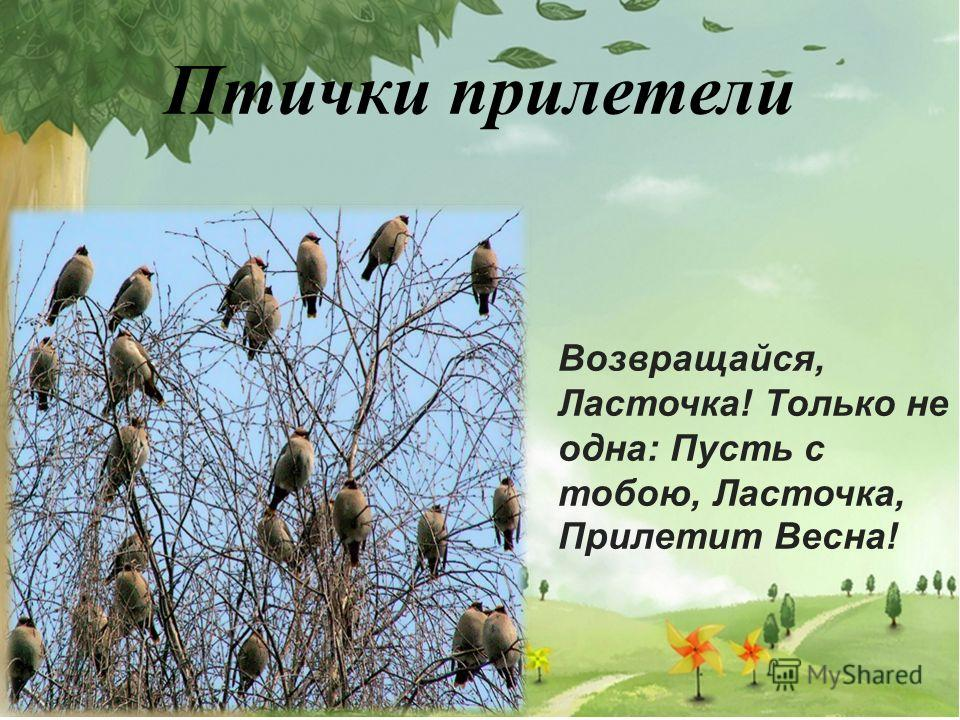 Птички прилетели
Возвращайся,
Ласточка! Только не
одна: Пусть с
тобою, Ласточка,
Прилетит Весна!
MyShared